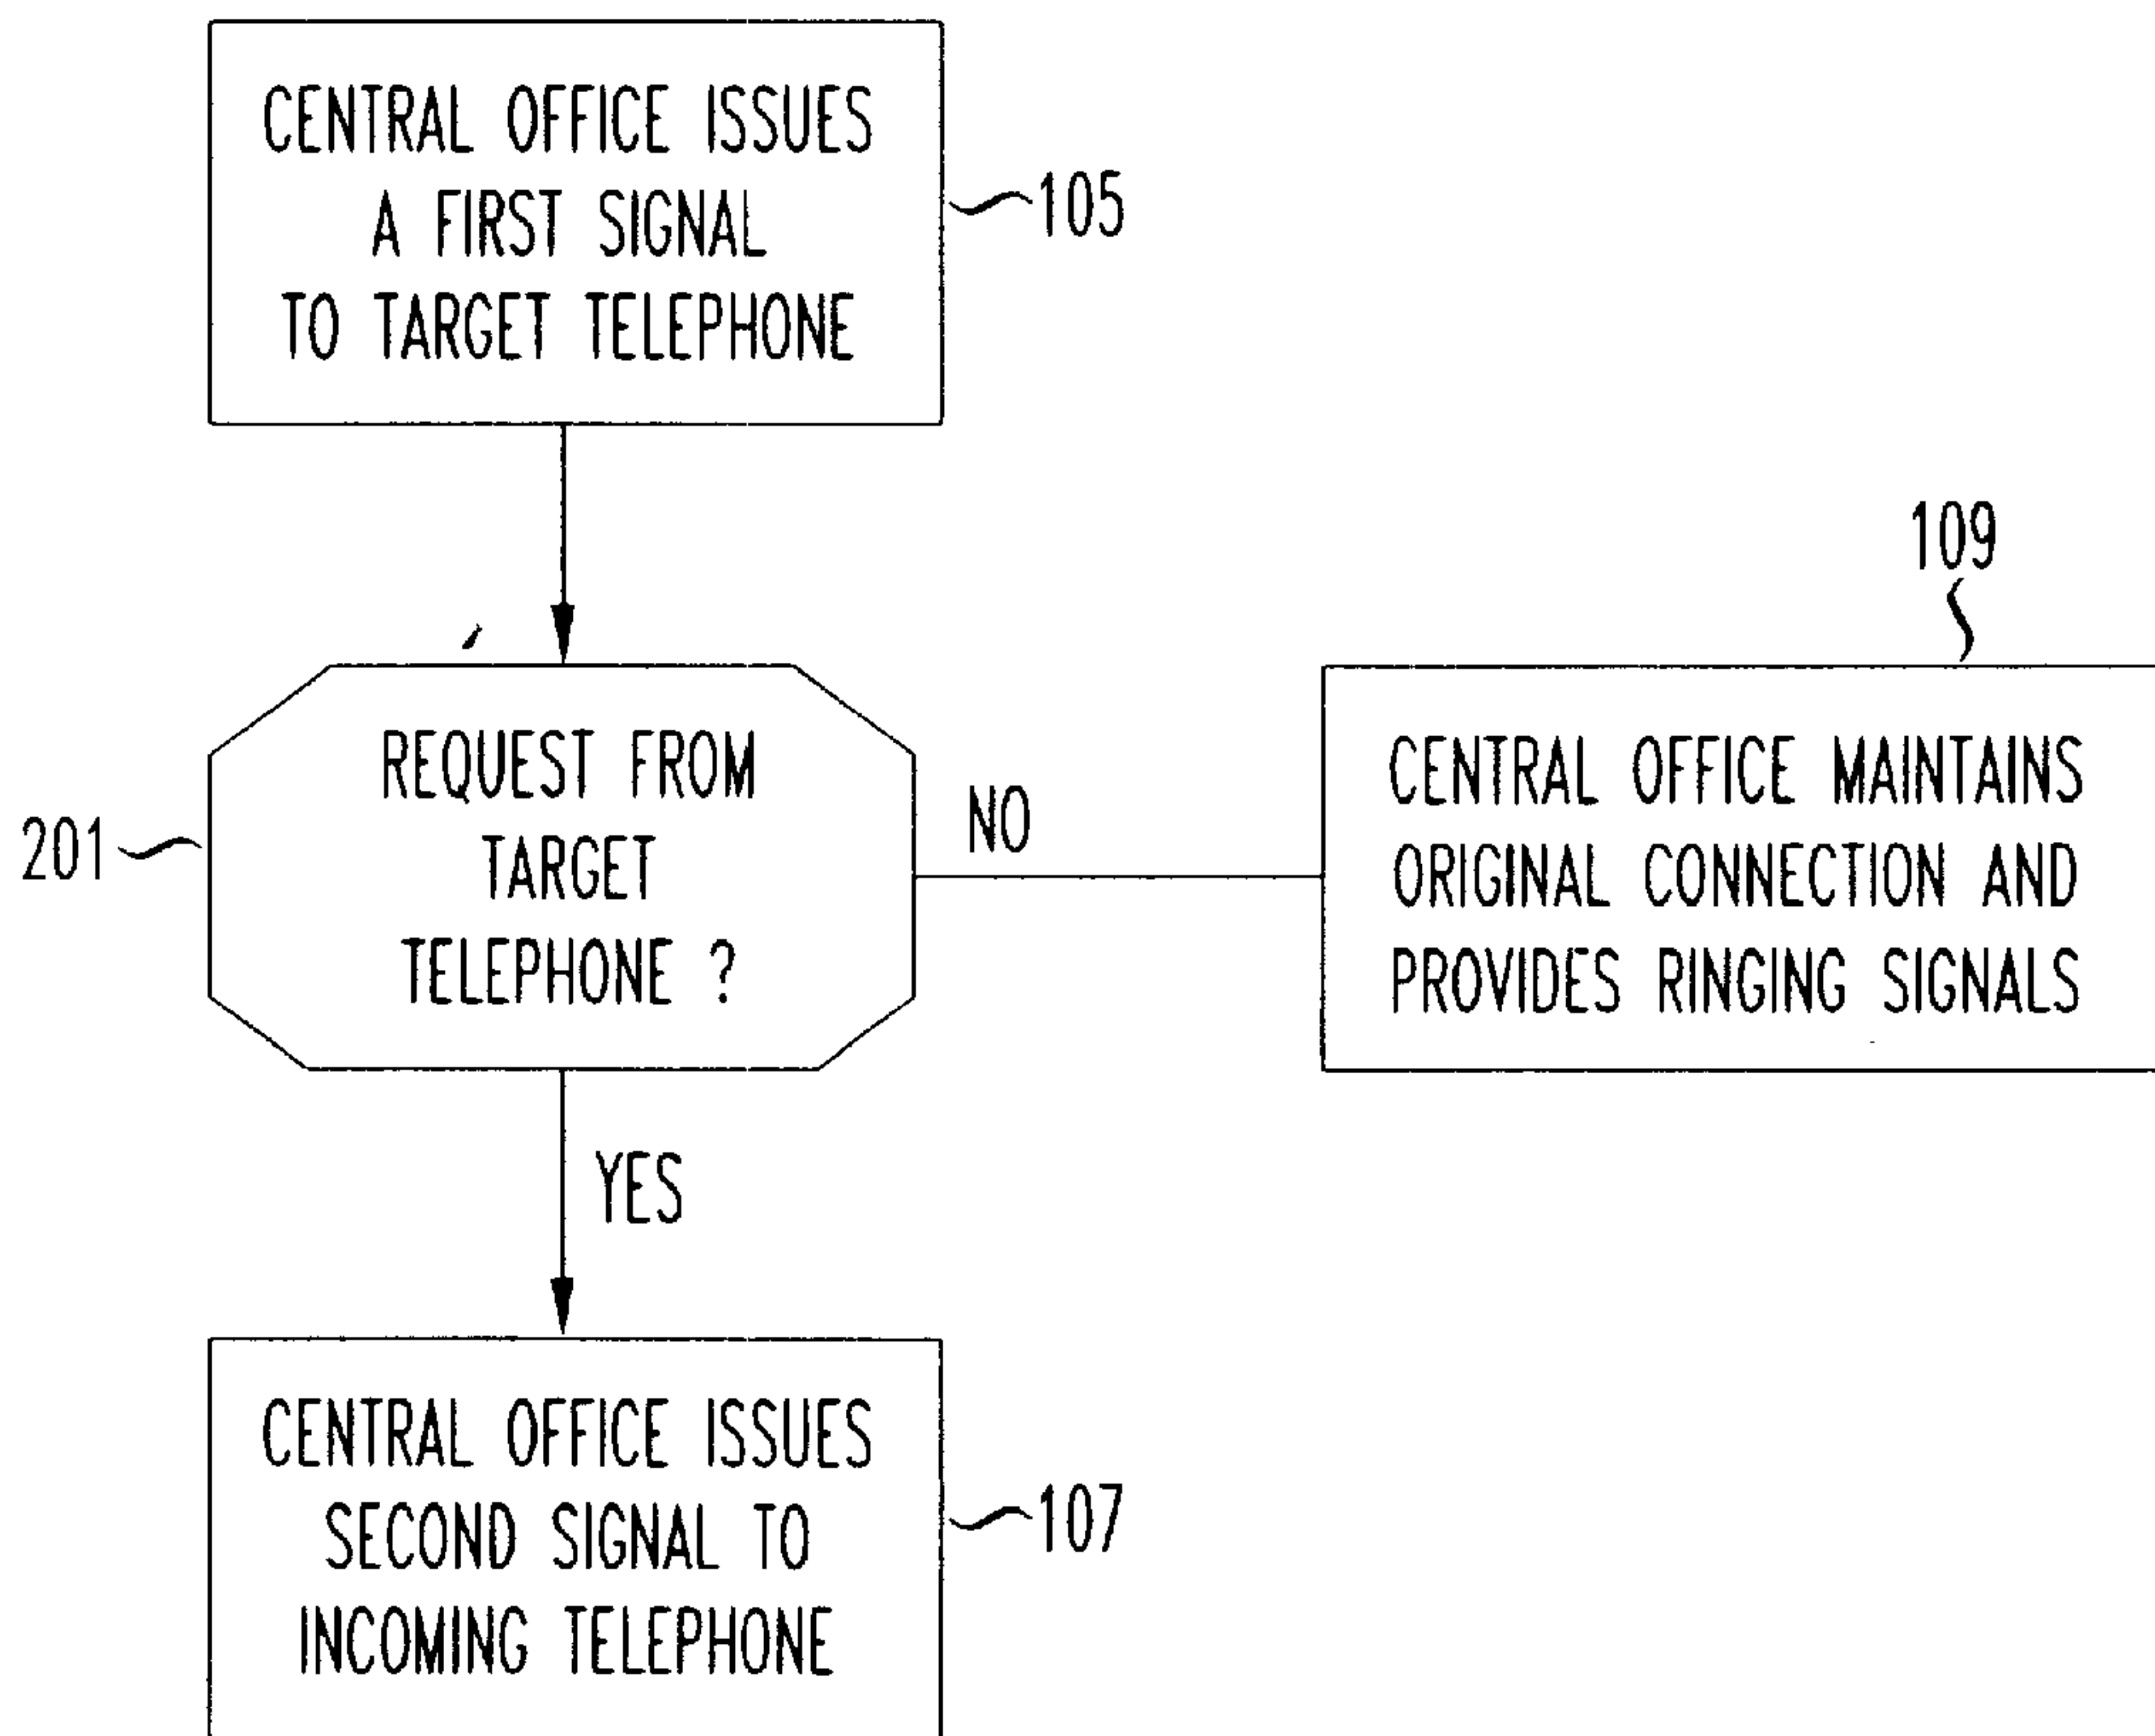 CENTRAL OFFICE ISSUES
A FIRST SIGNAL
TO TARGET TELEPHONE
105
109
REQUEST FROM
TARGET
TELEPHONE ?
201
NO
CENTRAL OFFICE MAINTAINS
ORIGINAL CONNECTION AND
PROVIDES RINGING SIGNALS
YES
CENTRAL OFFICE ISSUES
SECOND SIGNAL TO
INCOMING TELEPHONE
107